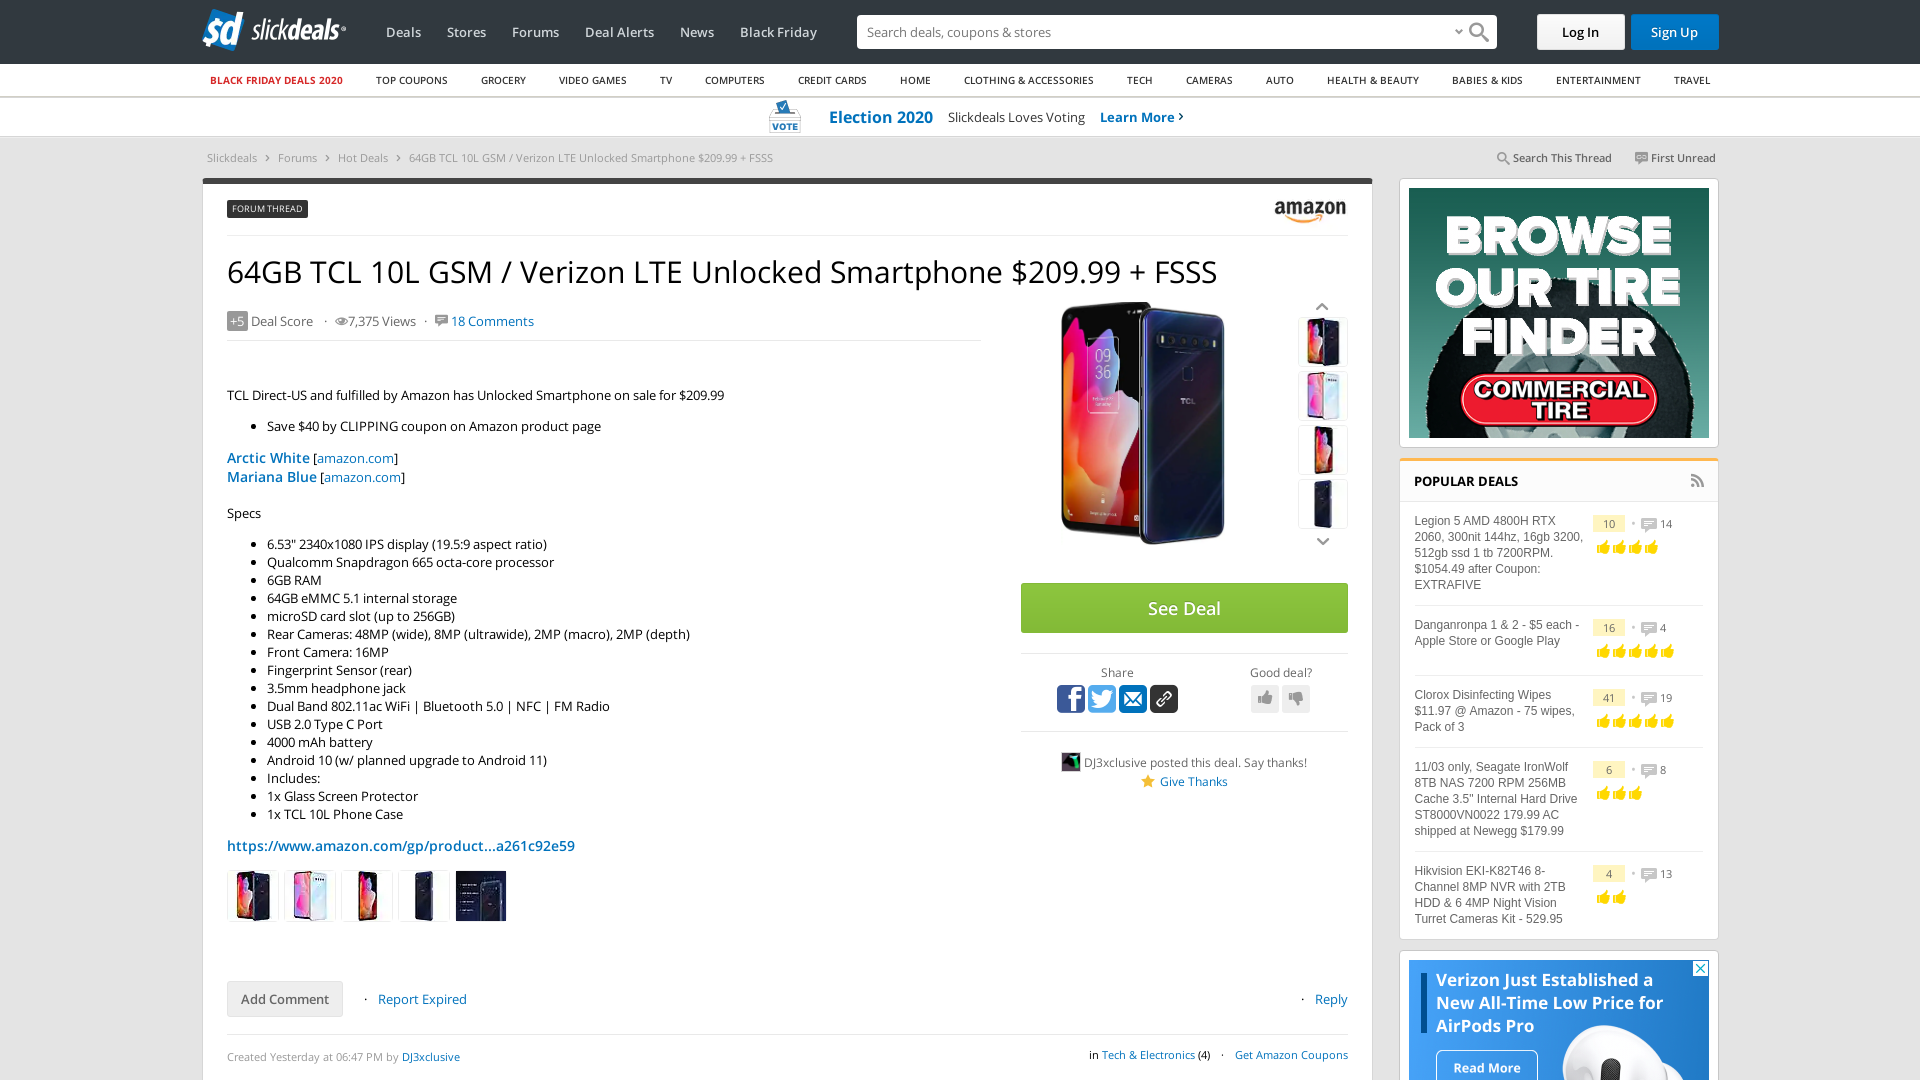 slickdeals
Deals
Stores
Forums
Deal Alerts
News
Black Friday
Search deals, coupons & stores
Log In
Sign Up
BLACK FRIDAY DEALS 2020
TOP COUPONS
GROCERY
VIDEO GAMES
TV
COMPUTERS
CREDIT CARDS
HOME
CLOTHING & ACCESSORIES
TECH
CAMERAS
AUTO
HEALTH & BEAUTY
BABIES & KIDS
ENTERTAINMENT
TRAVEL
VOTE
Election 2020 Slickdeals Loves Voting Learn More
Slickdeals > Forums > Hot Deals > 64GB TCL 10L GSM / Verizon LTE Unlocked Smartphone $209.99 + FSSS
Search This Thread
First Unread
FORUM THREAD
amazon
64GB TCL 10L GSM / Verizon LTE Unlocked Smartphone $209.99 + FSSS
+5 Deal Score · 7,375 Views · 18 Comments
TCL Direct-US and fulfilled by Amazon has Unlocked Smartphone on sale for $209.99
• Save $40 by CLIPPING coupon on Amazon product page
Arctic White [amazon.com]
Mariana Blue [amazon.com]
Specs
• 6.53" 2340x1080 IPS display (19.5:9 aspect ratio)
• Qualcomm Snapdragon 665 octa-core processor
• 6GB RAM
• 64GB eMMC 5.1 internal storage
• microSD card slot (up to 256GB)
• Rear Cameras: 48MP (wide), 8MP (ultrawide), 2MP (macro), 2MP (depth)
• Front Camera: 16MP
• Fingerprint Sensor (rear)
• 3.5mm headphone jack
• Dual Band 802.11ac WiFi | Bluetooth 5.0 | NFC | FM Radio
• USB 2.0 Type C Port
• 4000 mAh battery
• Android 10 (w/ planned upgrade to Android 11)
• Includes:
• 1x Glass Screen Protector
• 1x TCL 10L Phone Case
https://www.amazon.com/gp/product...a261c92e59
09
36
TCL
See Deal
Share
Good deal?
DJ3xclusive posted this deal. Say thanks!
Give Thanks
Add Comment · Report Expired
· Reply
Created Yesterday at 06:47 PM by DJ3xclusive
in Tech & Electronics (4) · Get Amazon Coupons
BROWSE
OUR TIRE
FINDER
COMMERCIAL
TIRE
POPULAR DEALS
Legion 5 AMD 4800H RTX
2060, 300nit 144hz, 16gb 3200,
512gb ssd 1 tb 7200RPM.
$1054.49 after Coupon:
EXTRAFIVE
10 • 14
Danganronpa 1 & 2 - $5 each -
Apple Store or Google Play
16 • 4
Clorox Disinfecting Wipes
$11.97 @ Amazon - 75 wipes,
Pack of 3
41 • 19
11/03 only, Seagate IronWolf
8TB NAS 7200 RPM 256MB
Cache 3.5" Internal Hard Drive
ST8000VN0022 179.99 AC
shipped at Newegg $179.99
6 • 8
Hikvision EKI-K82T46 8-
Channel 8MP NVR with 2TB
HDD & 6 4MP Night Vision
Turret Cameras Kit - 529.95
4 • 13
Verizon Just Established a
New All-Time Low Price for
AirPods Pro
Read More